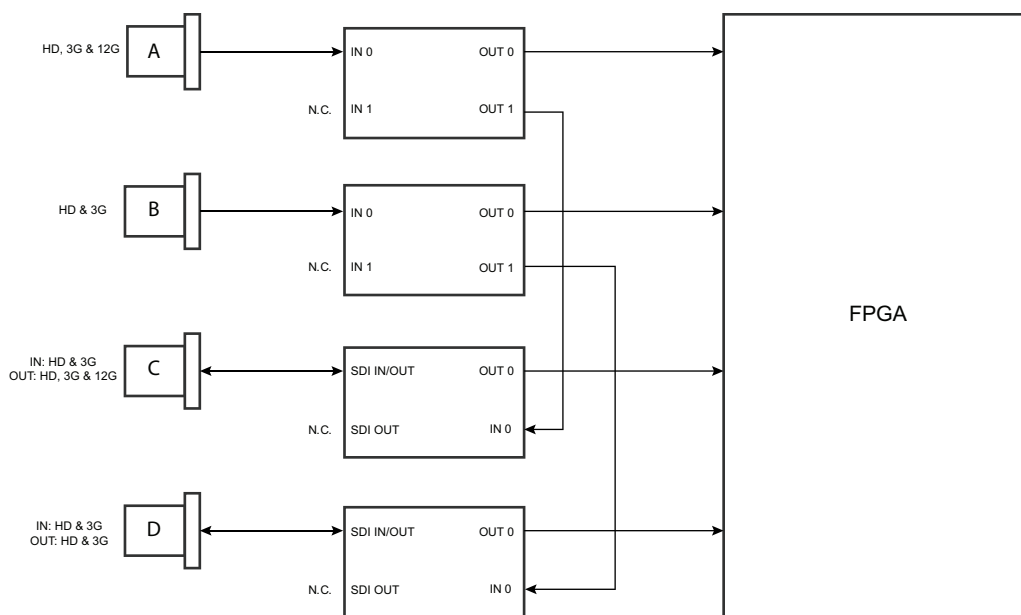 HD, 3G & 12G
A
IN 0
OUT 0
N.C.
IN 1
OUT 1
HD & 3G
B
IN 0
OUT 0
N.C.
IN 1
OUT 1
FPGA
IN: HD & 3G
OUT: HD, 3G & 12G
C
SDI IN/OUT
OUT 0
N.C.
SDI OUT
IN 0
IN: HD & 3G
OUT: HD & 3G
D
SDI IN/OUT
OUT 0
N.C.
SDI OUT
IN 0